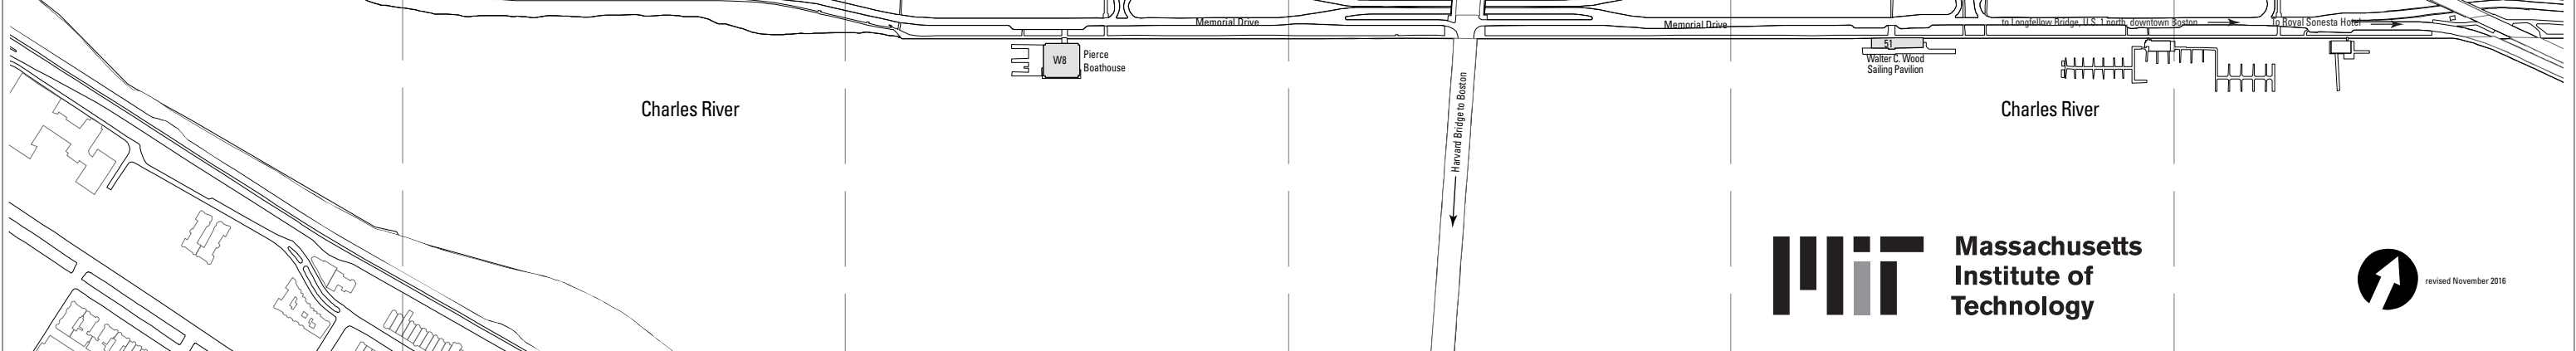 Memorial Drive
Memorial Drive
to Longfellow Bridge, U.S. 1 north, downtown Boston
To Royal Sonesta Hotel
W8
Pierce
Boathouse
51
Walter C. Wood
Sailing Pavilion
Charles River
Charles River
Harvard Bridge to Boston
MIT
Massachusetts
Institute of
Technology
revised November 2016